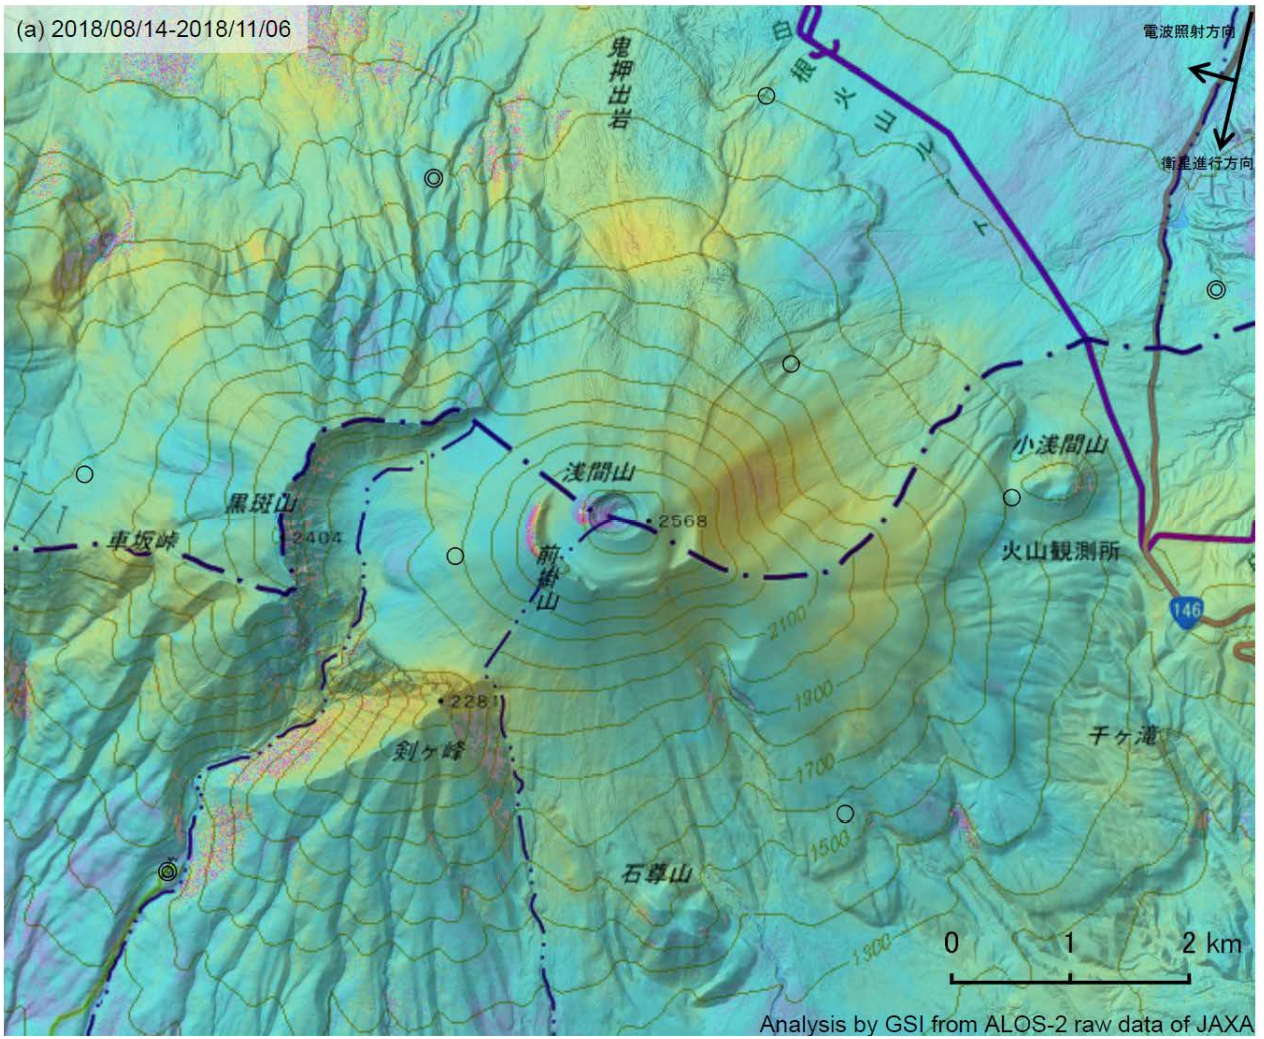 (a) 2018/08/14-2018/11/06
電波照射方向
衛星進行方向
鬼押出岩
白根火山ルート
浅間山
2568
小浅間山
黒斑山
2404
車坂峠
前掛山
火山観測所
146
2100
2281
1900
剣ヶ峰
千ヶ滝
1700
1500
石尊山
1300
0 1 2 km
Analysis by GSI from ALOS-2 raw data of JAXA